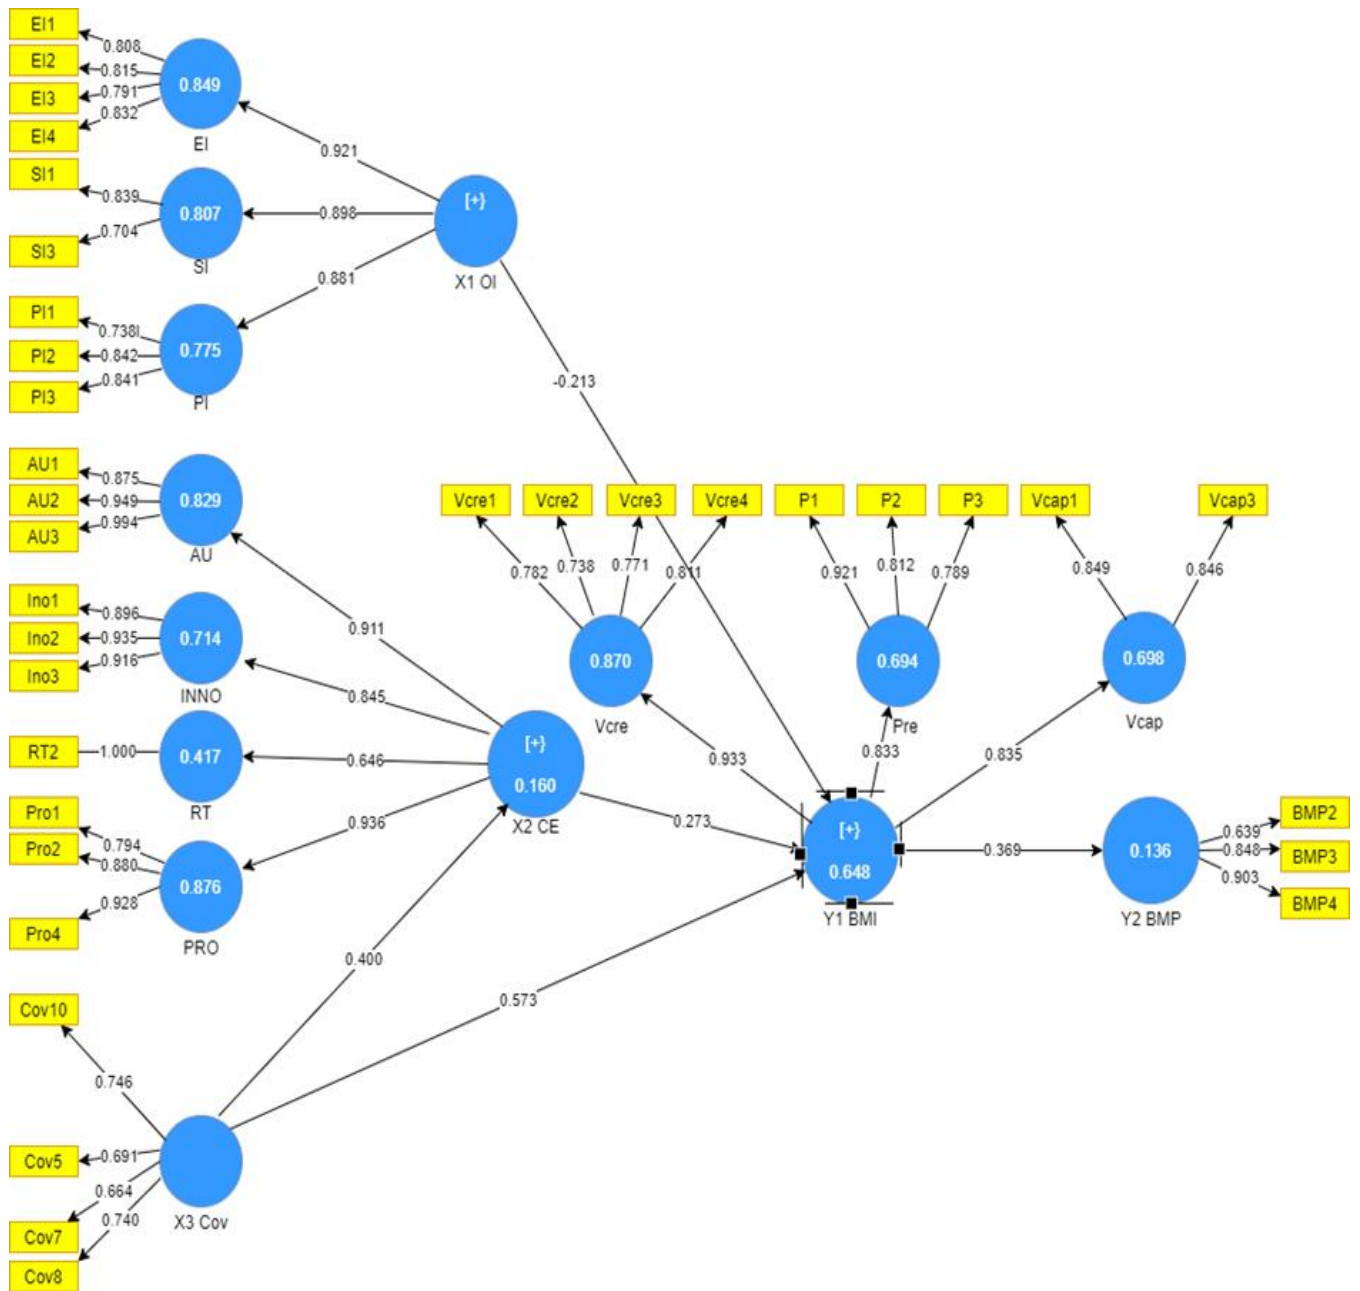 EI1
0.808
EI2
0.815
EI3
0.791
EI4
0.832
0.849
EI
0.921
SI1
0.839
SI3
0.704
0.807
SI
0.898
[+}
X1 OI
PI1
0.738
PI2
0.842
PI3
0.841
0.775
PI
0.881
-0.213
AU1
0.875
AU2
0.949
AU3
0.994
0.829
AU
0.911
Ino1
0.896
Ino2
0.935
Ino3
0.916
0.714
INNO
0.845
RT2
1.000
0.417
RT
0.646
Pro1
0.794
Pro2
0.880
Pro4
0.928
0.876
PRO
0.936
[+}
0.160
X2 CE
0.273
Vcre1
Vcre2
Vcre3
Vcre4
0.782
0.738
0.771
0.811
0.870
Vcre
0.933
P1
P2
P3
0.921
0.812
0.789
0.694
Pre
0.833
Vcap1
Vcap3
0.849
0.846
0.698
Vcap
0.835
[+}
0.648
Y1 BMI
0.369
0.136
Y2 BMP
0.639
BMP2
0.848
BMP3
0.903
BMP4
0.400
0.573
Cov10
0.746
Cov5
0.691
Cov7
0.664
Cov8
0.740
X3 Cov